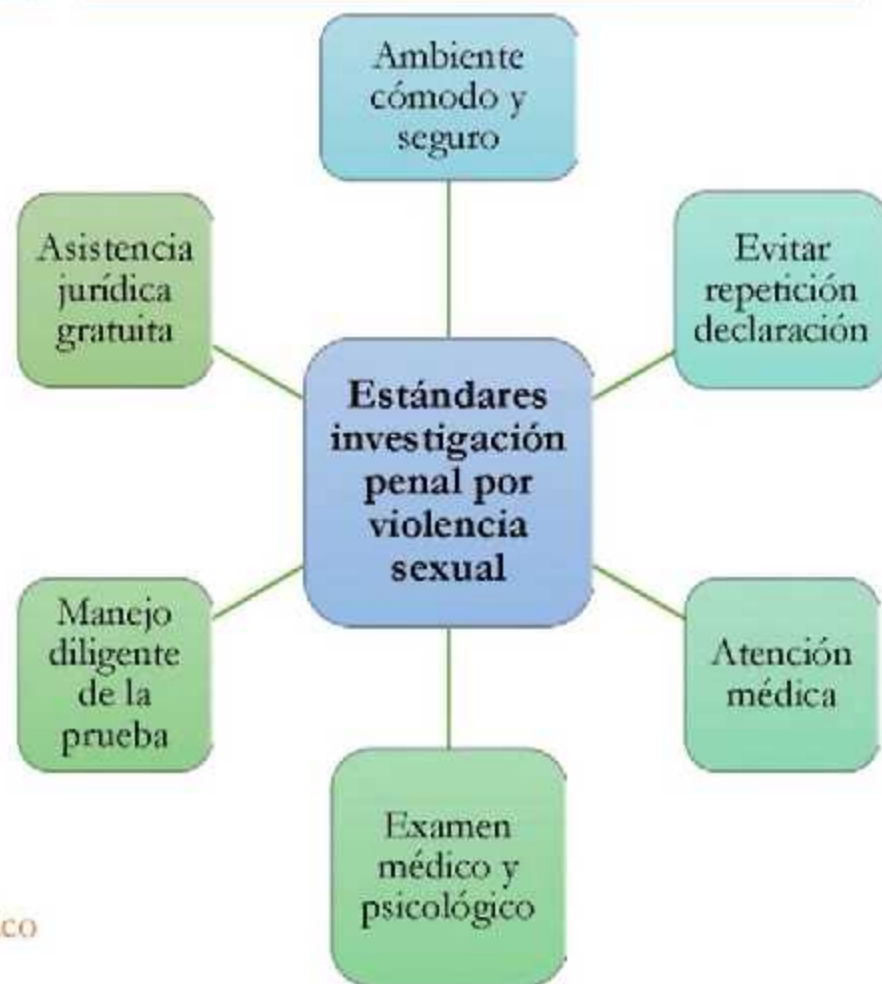 Ambiente
cómodo y
seguro
Asistencia
jurídica
gratuita
Evitar
repetición
declaración
Estándares
investigación
penal por
violencia
sexual
Manejo
diligente
de la
prueba
Atención
médica
Examen
médico y
psicológico